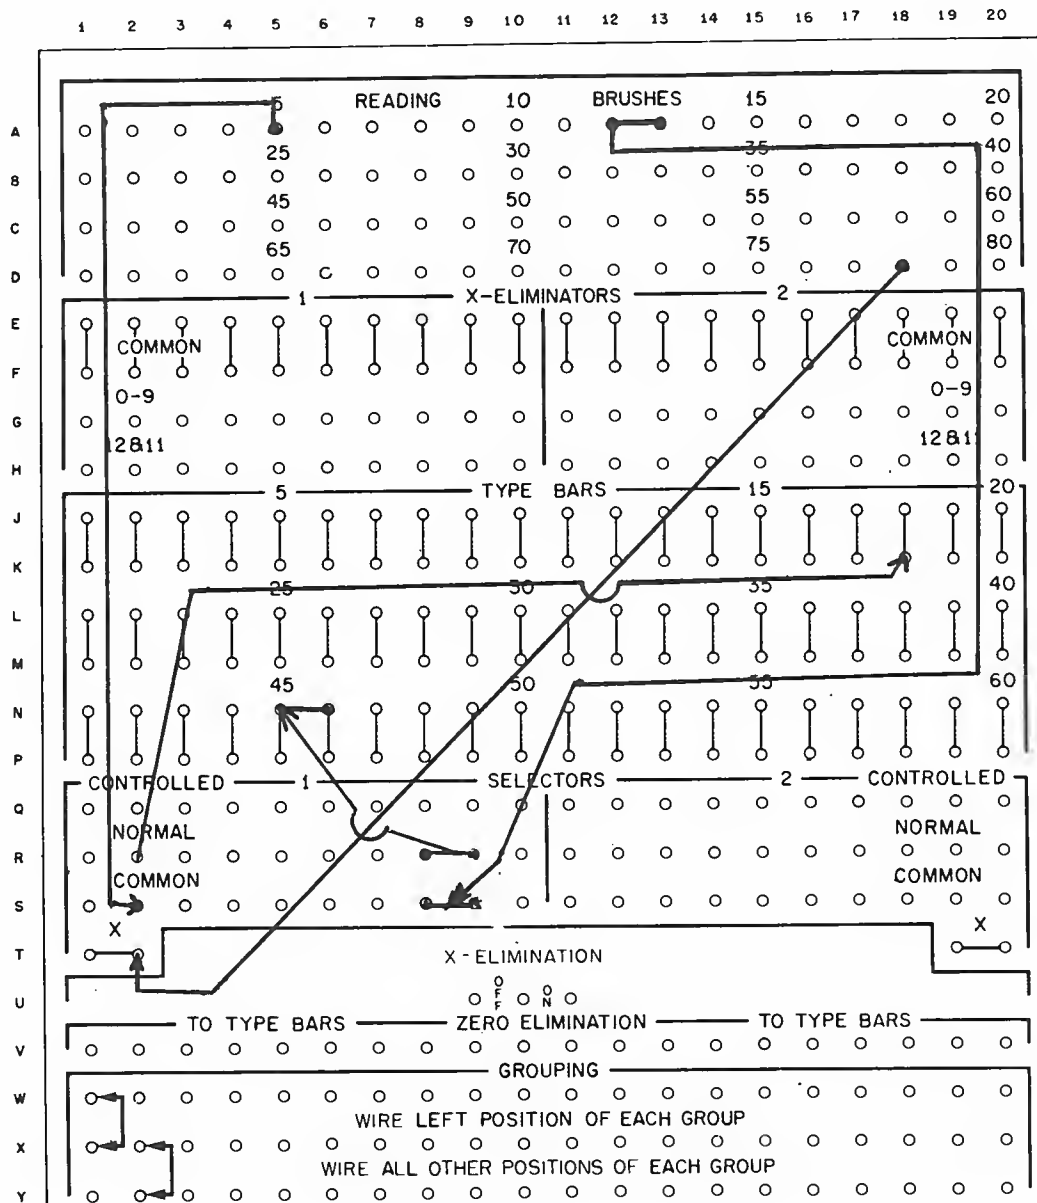 1 2 3 4 5 6 7 8 9 10 11 12 13 14 15 16 17 18 19 20
5 READING 10 BRUSHES 15 20
A
25 30 35 40
B
45 50 55 60
C
65 70 75 80
D
1 X-ELIMINATORS 2
E
COMMON COMMON
F
0-9 0-9
G
12&11 12&11
H
5 TYPE BARS 15 20
J
K
25 30 35 40
L
M
45 50 55 60
N
P
CONTROLLED 1 SELECTORS 2 CONTROLLED
Q
NORMAL NORMAL
R
COMMON COMMON
S
X X
T X-ELIMINATION
U OFF ON
TO TYPE BARS ZERO ELIMINATION TO TYPE BARS
V
GROUPING
W
WIRE LEFT POSITION OF EACH GROUP
X
WIRE ALL OTHER POSITIONS OF EACH GROUP
Y